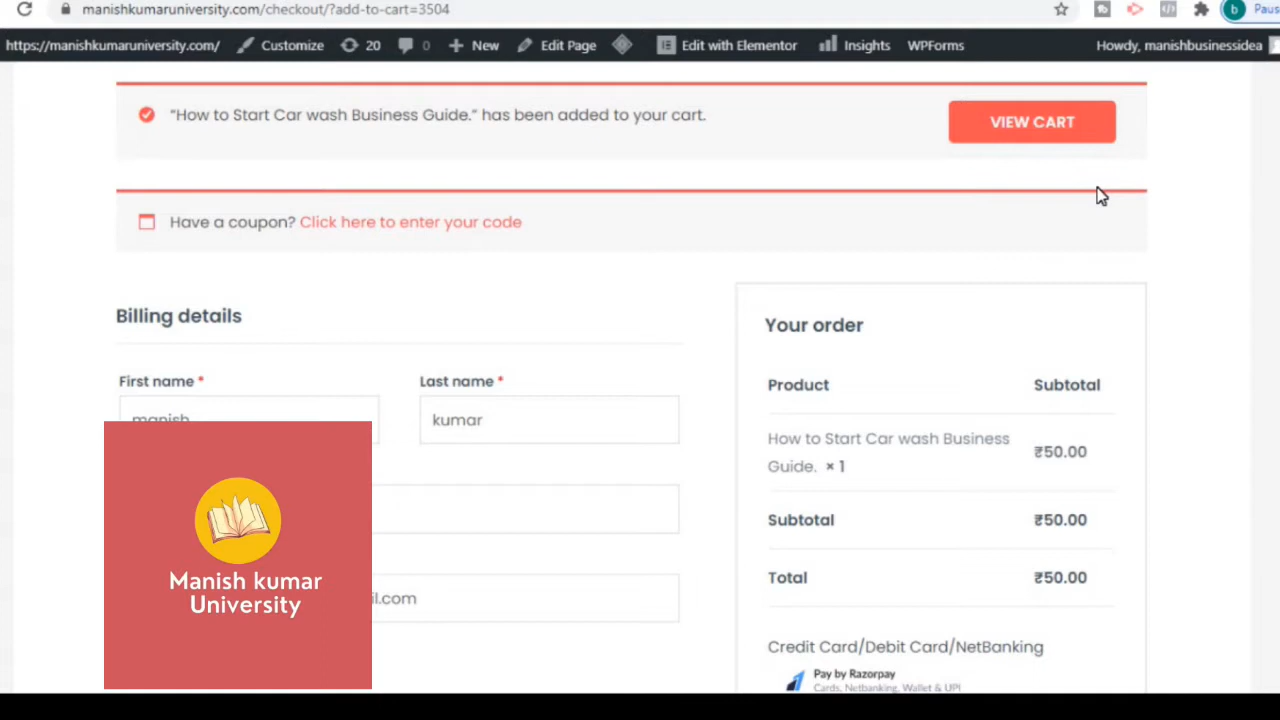 manishkumaruniversity.com/checkout/?add-to-cart=3504
b
Paus
https://manishkumaruniversity.com/ Customize 20 0 New Edit Page Edit with Elementor Insights WPForms Howdy, manishbusinessidea
“How to Start Car wash Business Guide.” has been added to your cart.
VIEW CART
Have a coupon? Click here to enter your code
Billing details
First name *
Last name *
manish
kumar
il.com
Manish kumar
University
Your order
Product Subtotal
How to Start Car wash Business
Guide. × 1
₹50.00
Subtotal ₹50.00
Total ₹50.00
Credit Card/Debit Card/NetBanking
Pay by Razorpay
Cards, Netbanking, Wallet & UPI